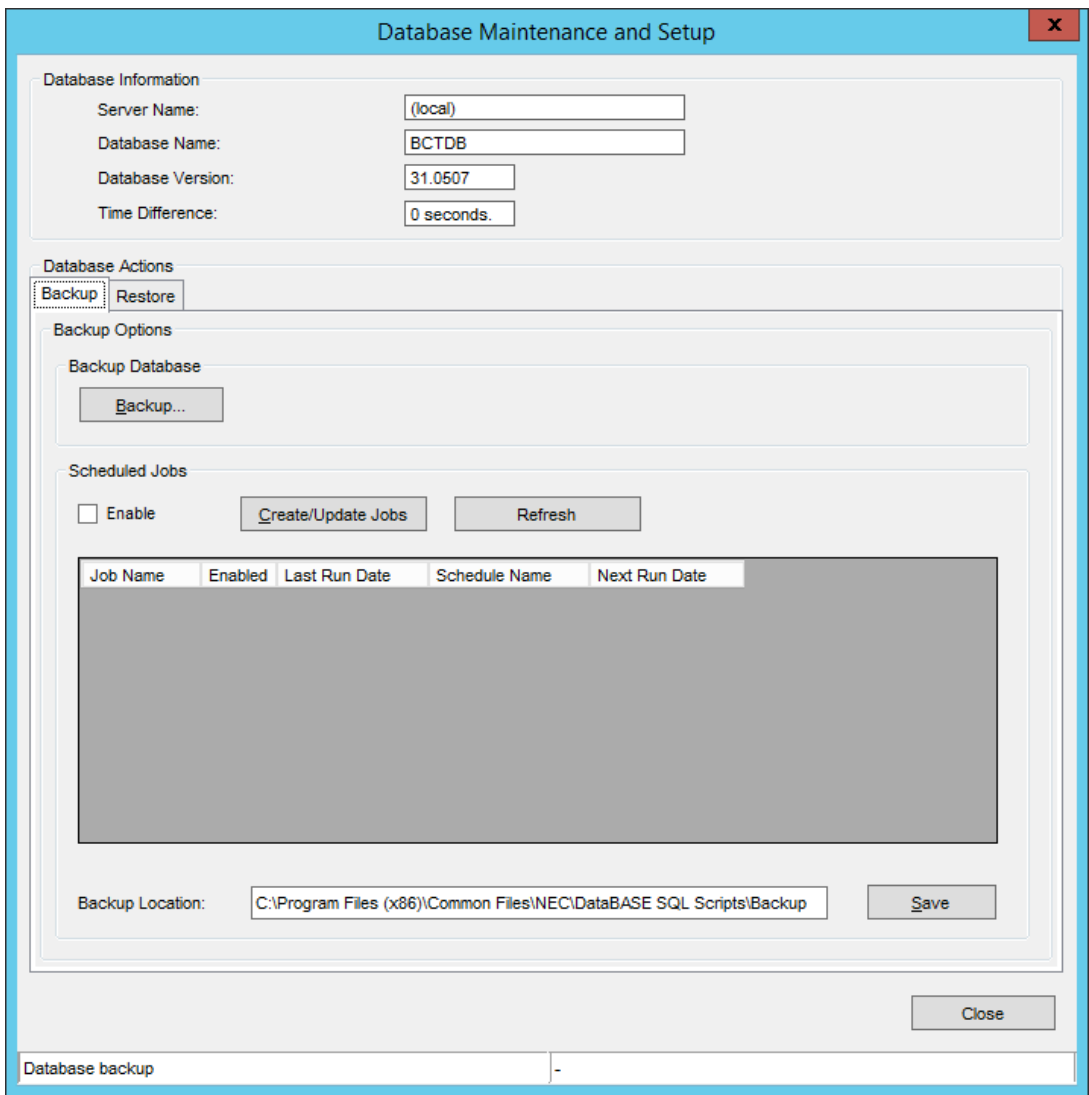 Database Maintenance and Setup
x
Database Information
Server Name: (local)
Database Name: BCTDB
Database Version: 31.0507
Time Difference: 0 seconds.
Database Actions
Backup Restore
Backup Options
Backup Database
Backup...
Scheduled Jobs
Enable Create/Update Jobs Refresh
Job Name Enabled Last Run Date Schedule Name Next Run Date
Backup Location: C:\Program Files (x86)\Common Files\NEC\DataBASE SQL Scripts\Backup Save
Close
Database backup -